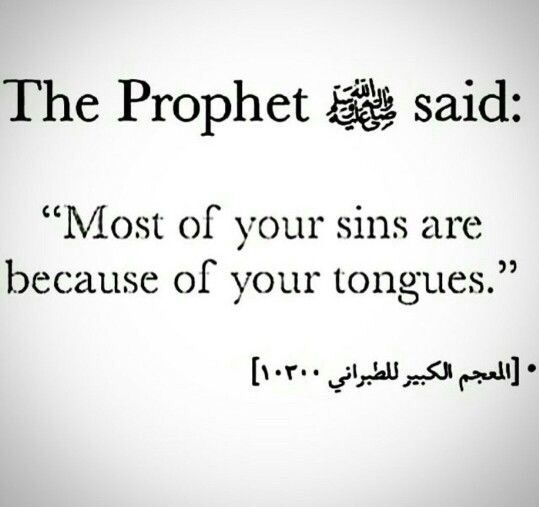 The Prophet ﷺ said:
“Most of your sins are
because of your tongues.”
• [المعجم الكبير للطبراني ١٠٢٠٠]